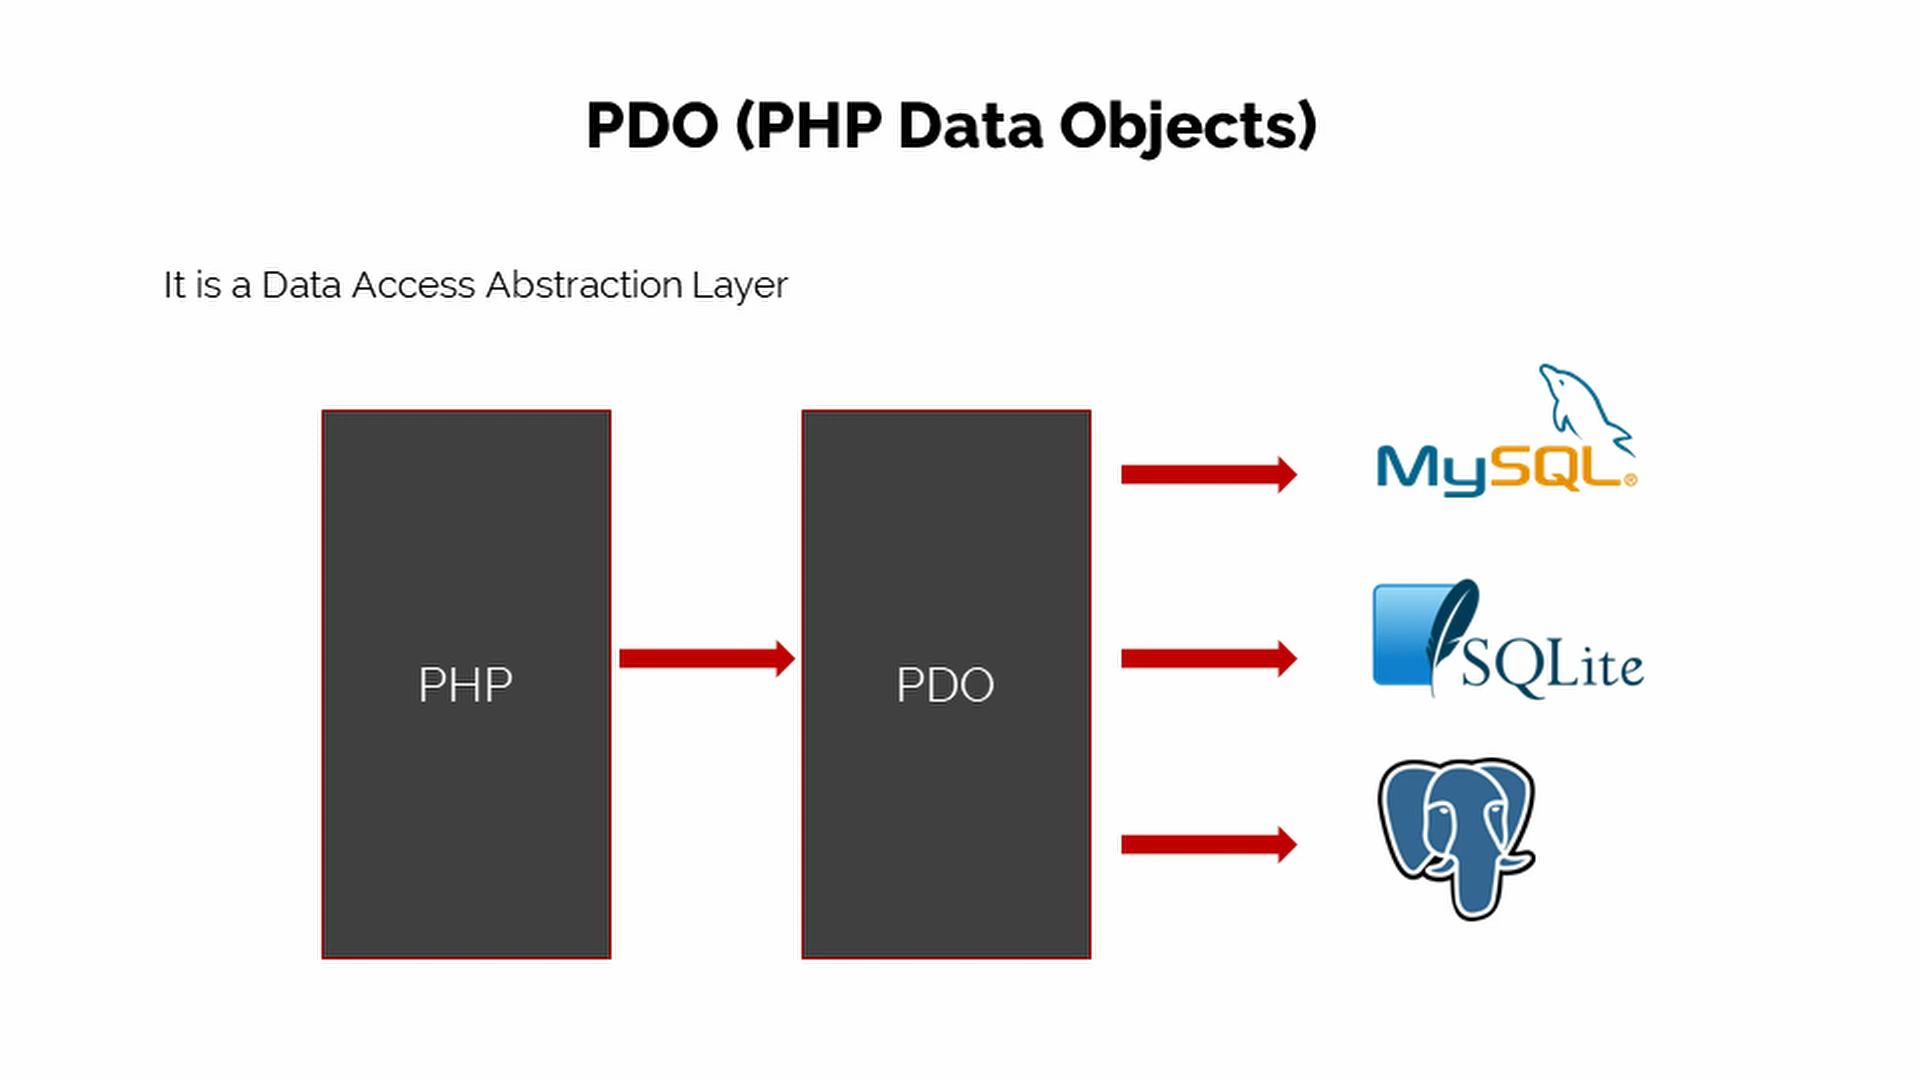 PDO (PHP Data Objects)
It is a Data Access Abstraction Layer
MySQL®
PHP
PDO
SQLite